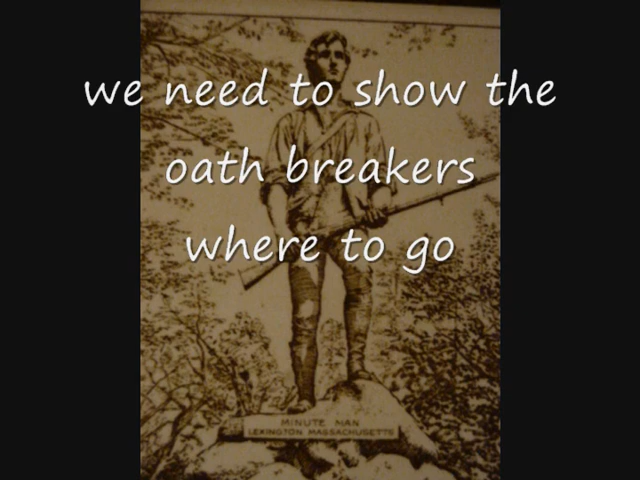 we need to show the
oath breakers
where to go
MINUTE MAN
LEXINGTON MASSACHUSETTS